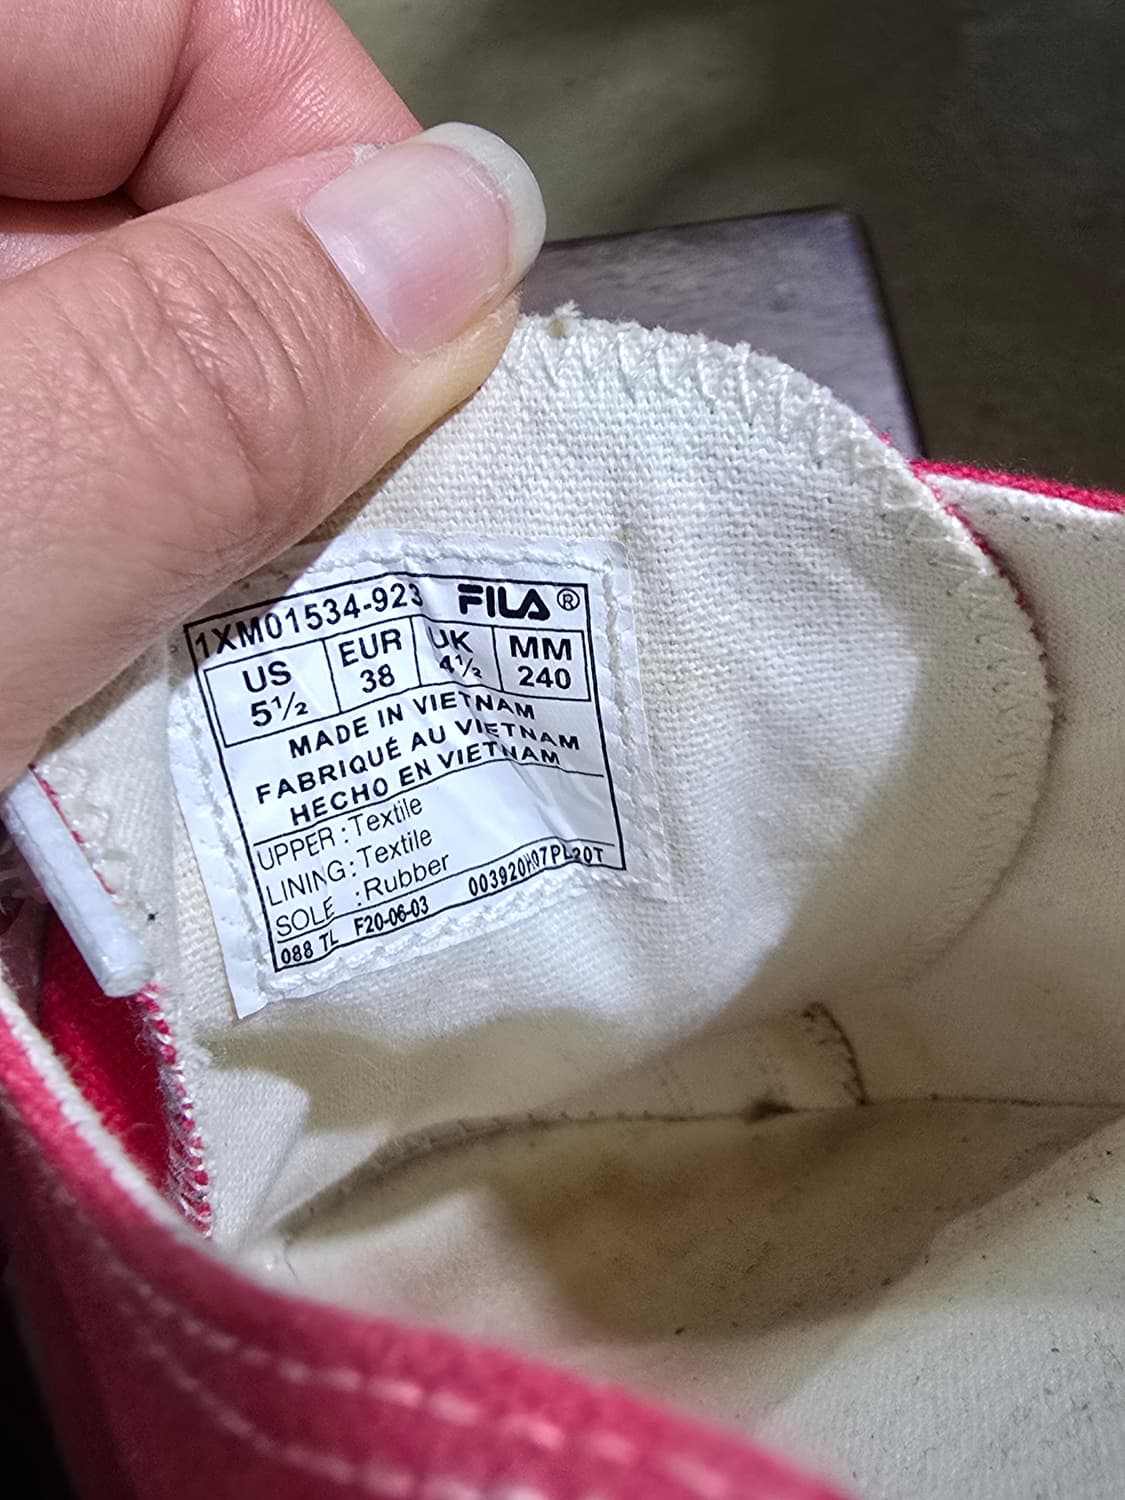 1XM01534-923 FILA®
US EUR UK MM
5½ 38 4½ 240
MADE IN VIETNAM
FABRIQUÉ AU VIETNAM
HECHO EN VIETNAM
UPPER : Textile
LINING : Textile
SOLE : Rubber
088 TL F20-06-03 003920H07PL20T